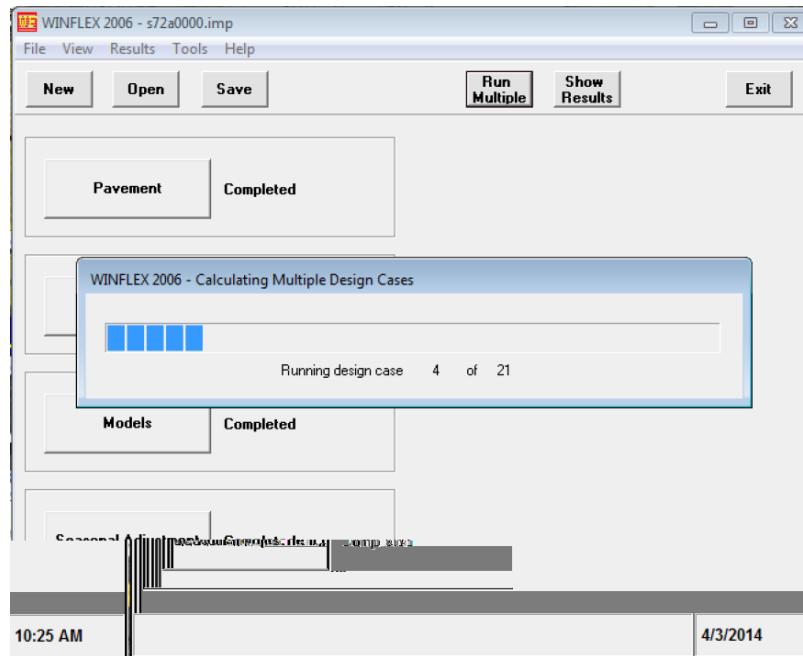 WINFLEX 2006 - s72a0000.imp
File View Results Tools Help
New Open Save Run Multiple Show Results Exit
Pavement Completed
WINFLEX 2006 - Calculating Multiple Design Cases
Running design case 4 of 21
Models Completed
10:25 AM 4/3/2014